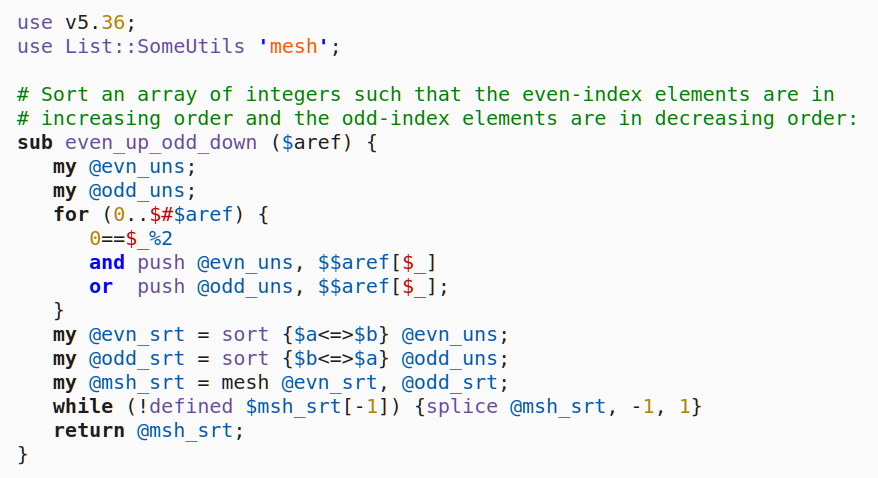 use v5.36;
use List::SomeUtils 'mesh';

# Sort an array of integers such that the even-index elements are in
# increasing order and the odd-index elements are in decreasing order:
sub even_up_odd_down ($aref) {
   my @evn_uns;
   my @odd_uns;
   for (0..$#$aref) {
      0==$_%2
      and push @evn_uns, $$aref[$_]
      or  push @odd_uns, $$aref[$_];
   }
   my @evn_srt = sort {$a<=>$b} @evn_uns;
   my @odd_srt = sort {$b<=>$a} @odd_uns;
   my @msh_srt = mesh @evn_srt, @odd_srt;
   while (!defined $msh_srt[-1]) {splice @msh_srt, -1, 1}
   return @msh_srt;
}